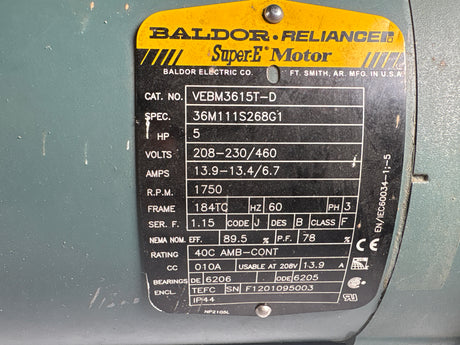 BALDOR·RELIANCER
Super-E® Motor
BALDOR ELECTRIC CO. FT. SMITH, AR. MFG. IN U.S.A.
CAT. NO. VEBM3615T-D
SPEC. 36M111S268G1
HP 5
VOLTS 208-230/460
AMPS 13.9-13.4/6.7
R.P.M. 1750
FRAME 184TC HZ 60 PH 3
SER. F. 1.15 CODE J DES B CLASS F
NEMA NOM. EFF. 89.5 % P.F. 78 %
RATING 40C AMB-CONT
CC 010A USABLE AT 208V 13.9 A
BEARINGS DE 6206 ODE 6205
ENCL. TEFC SN F1201095003
IP44
NP2105L
EN/IEC60034-1;-5
CE